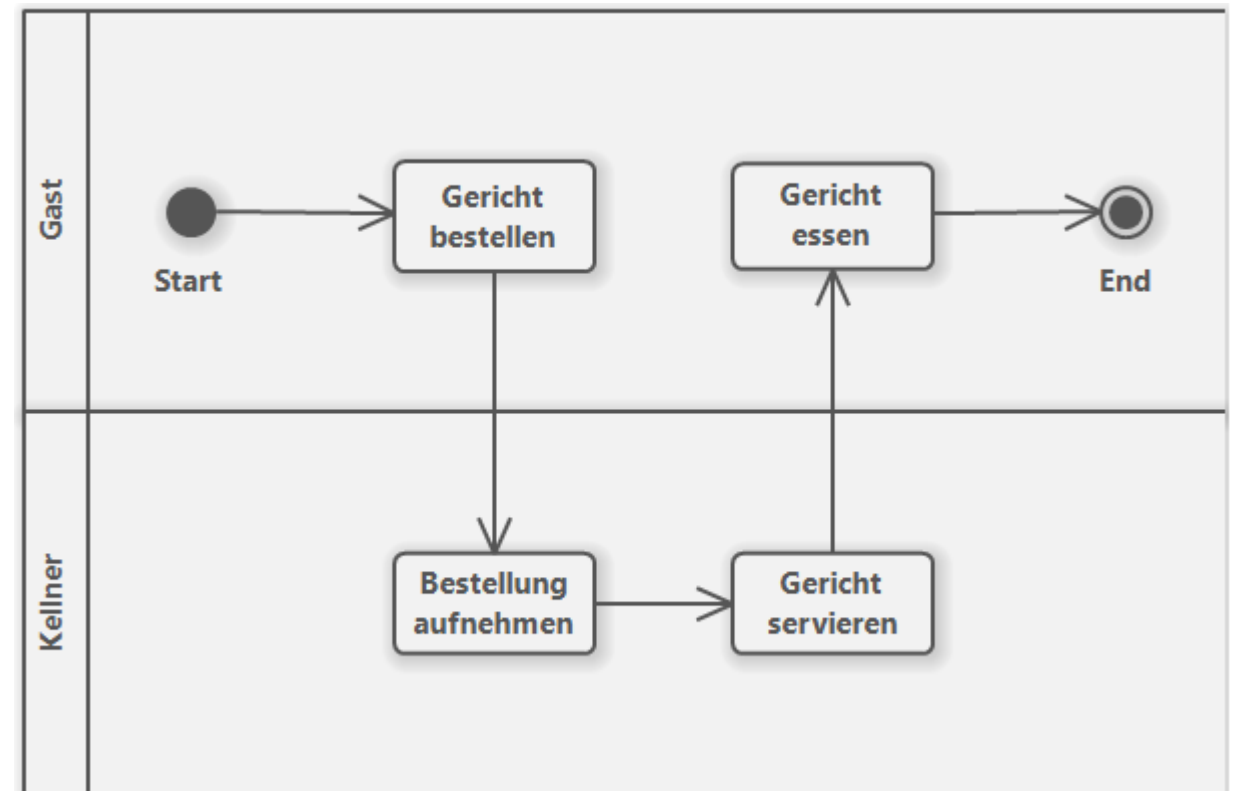 Gast
Start
Gericht
bestellen
Gericht
essen
End
Kellner
Bestellung
aufnehmen
Gericht
servieren